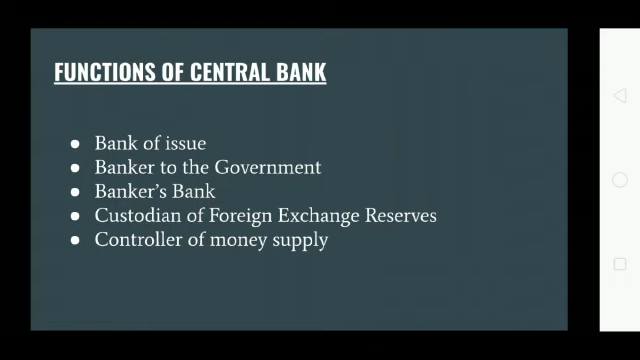 FUNCTIONS OF CENTRAL BANK
● Bank of issue
● Banker to the Government
● Banker's Bank
● Custodian of Foreign Exchange Reserves
● Controller of money supply